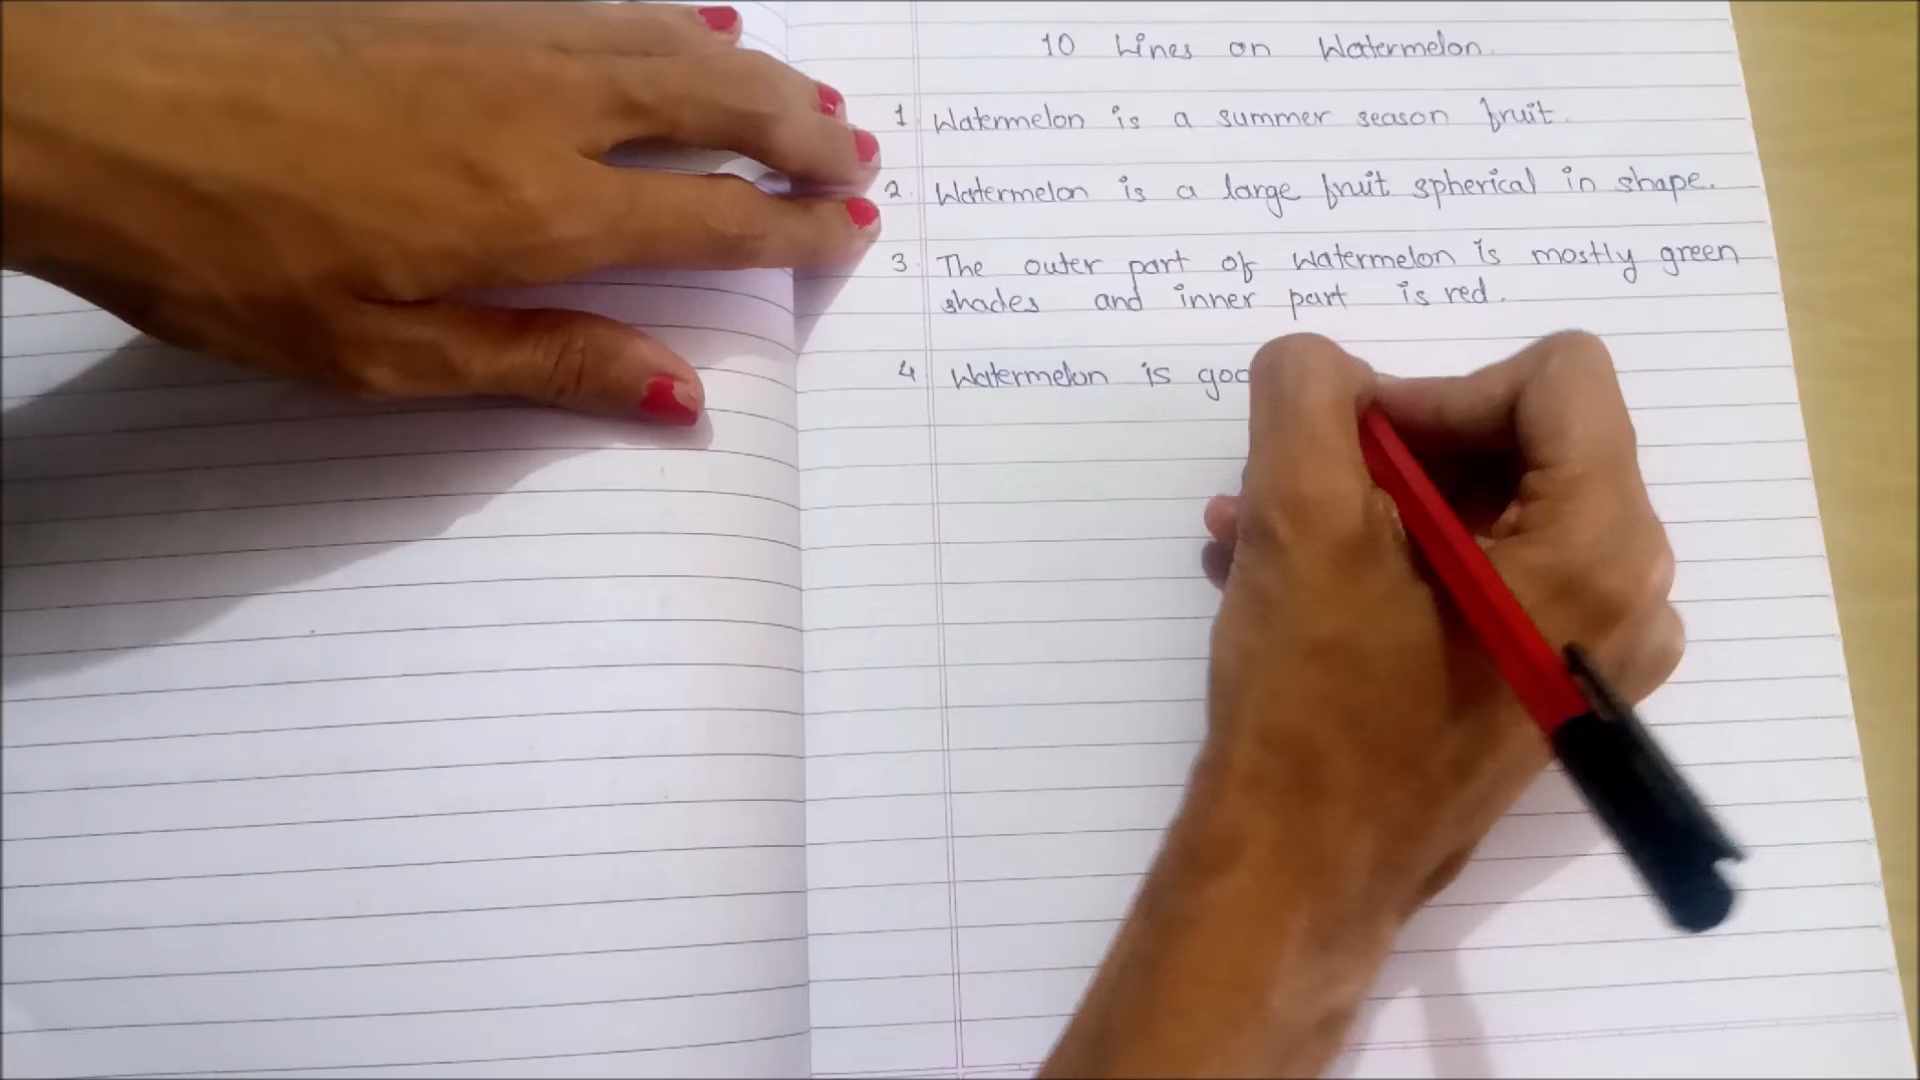 10 Lines on Watermelon.
1 Watermelon is a summer season fruit.
2. Watermelon is a large fruit spherical in shape.
3. The outer part of watermelon is mostly green
shades and inner part is red.
4 Watermelon is goo